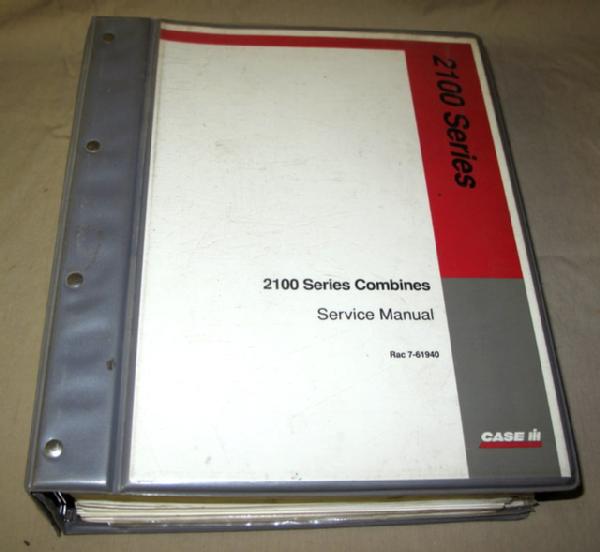 2100 Series
2100 Series Combines
Service Manual
Rac 7-61940
CASE IH